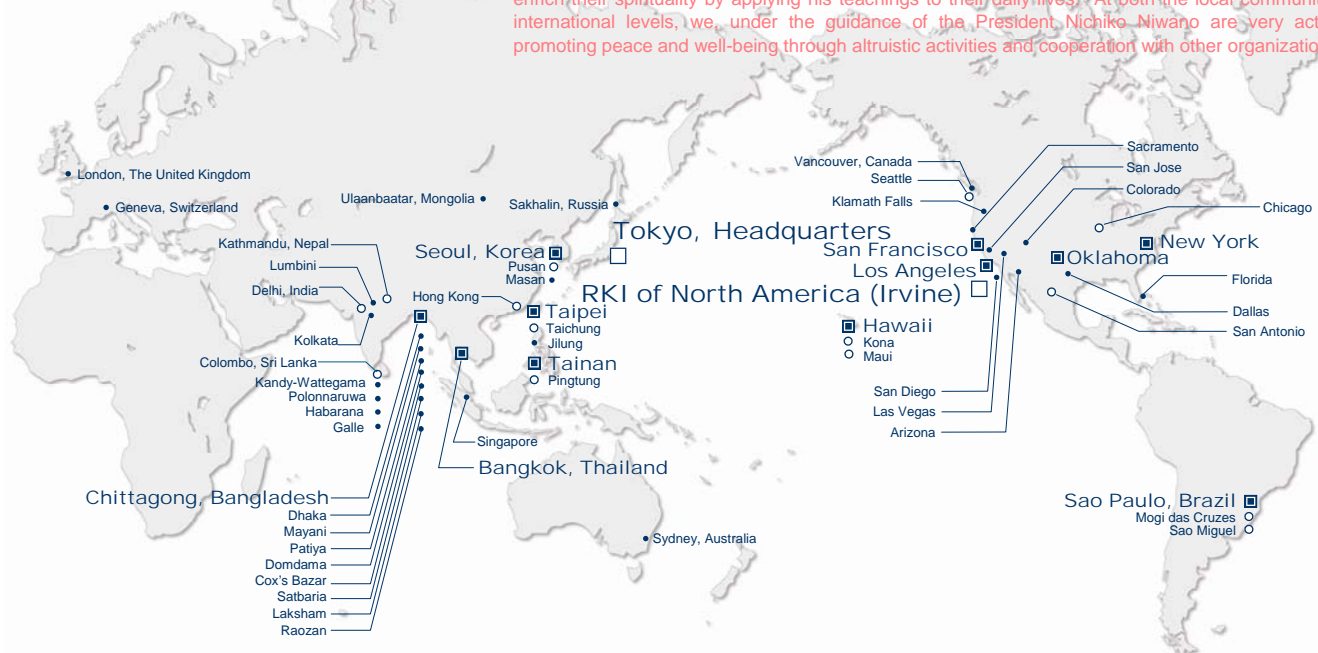 enrich their spirituality by applying his teachings to their daily lives. At both the local communi
international levels, we, under the guidance of the President Nichiko Niwano are very act
promoting peace and well-being through altruistic activities and cooperation with other organizatio
London, The United Kingdom
Geneva, Switzerland
Ulaanbaatar, Mongolia
Sakhalin, Russia
Kathmandu, Nepal
Lumbini
Delhi, India
Kolkata
Colombo, Sri Lanka
Kandy-Wattegama
Polonnaruwa
Habarana
Galle
Seoul, Korea
Pusan
Masan
Hong Kong
Tokyo, Headquarters
RKI of North America (Irvine)
Taipei
Taichung
Jilung
Tainan
Pingtung
Singapore
Bangkok, Thailand
Chittagong, Bangladesh
Dhaka
Mayani
Patiya
Domdama
Cox's Bazar
Satbaria
Laksham
Raozan
Sydney, Australia
Vancouver, Canada
Seattle
Klamath Falls
San Francisco
Los Angeles
Hawaii
Kona
Maui
San Diego
Las Vegas
Arizona
Sacramento
San Jose
Colorado
Chicago
New York
Oklahoma
Florida
Dallas
San Antonio
Sao Paulo, Brazil
Mogi das Cruzes
Sao Miguel